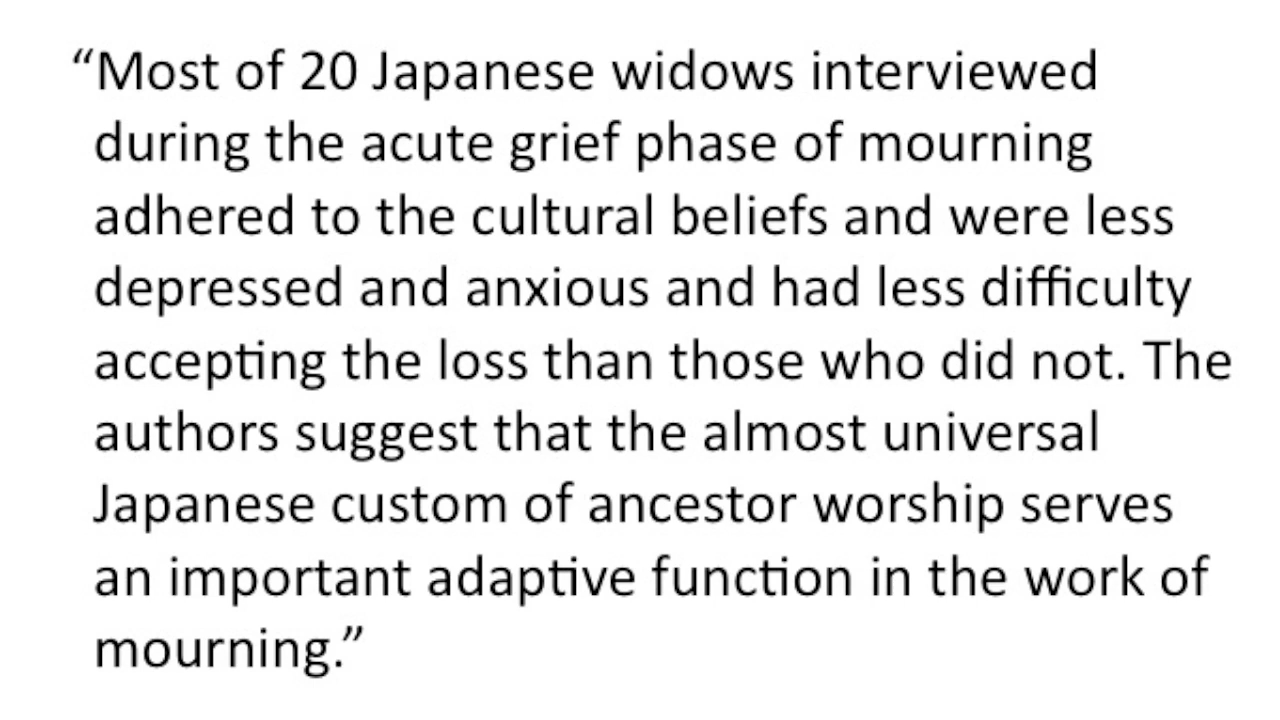 “Most of 20 Japanese widows interviewed
during the acute grief phase of mourning
adhered to the cultural beliefs and were less
depressed and anxious and had less difficulty
accepting the loss than those who did not. The
authors suggest that the almost universal
Japanese custom of ancestor worship serves
an important adaptive function in the work of
mourning.”